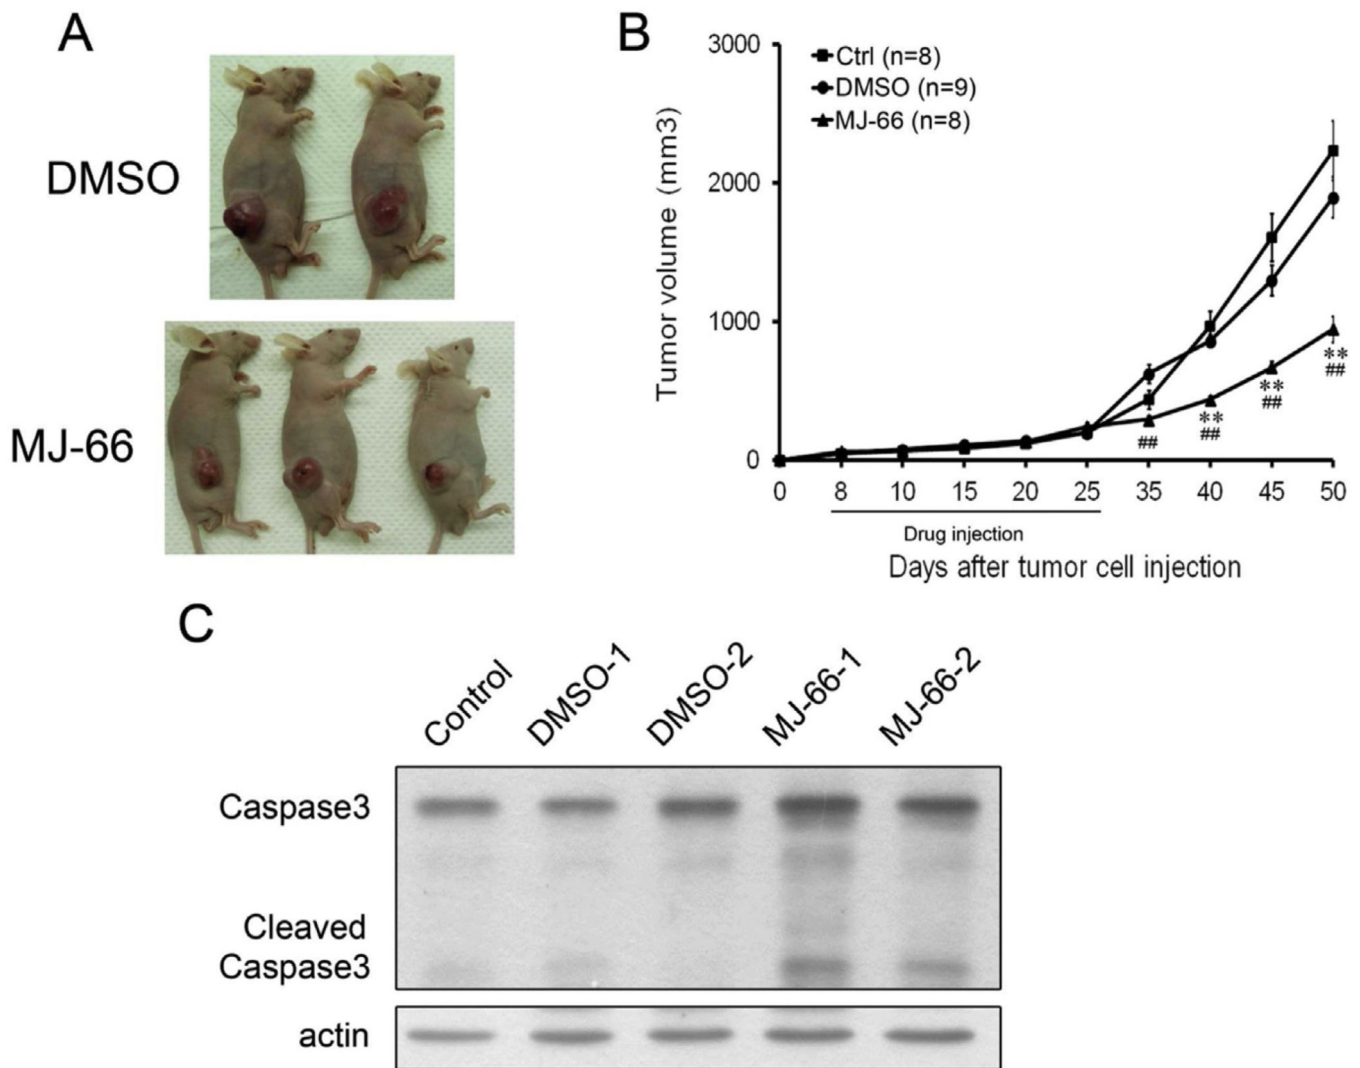 A
DMSO
MJ-66
B
3000
2000
1000
0
Tumor volume (mm3)
Ctrl (n=8)
DMSO (n=9)
MJ-66 (n=8)
##
**
##
**
##
**
##
0 8 10 15 20 25 35 40 45 50
Drug injection
Days after tumor cell injection
C
Control DMSO-1 DMSO-2 MJ-66-1 MJ-66-2
Caspase3
Cleaved
Caspase3
actin